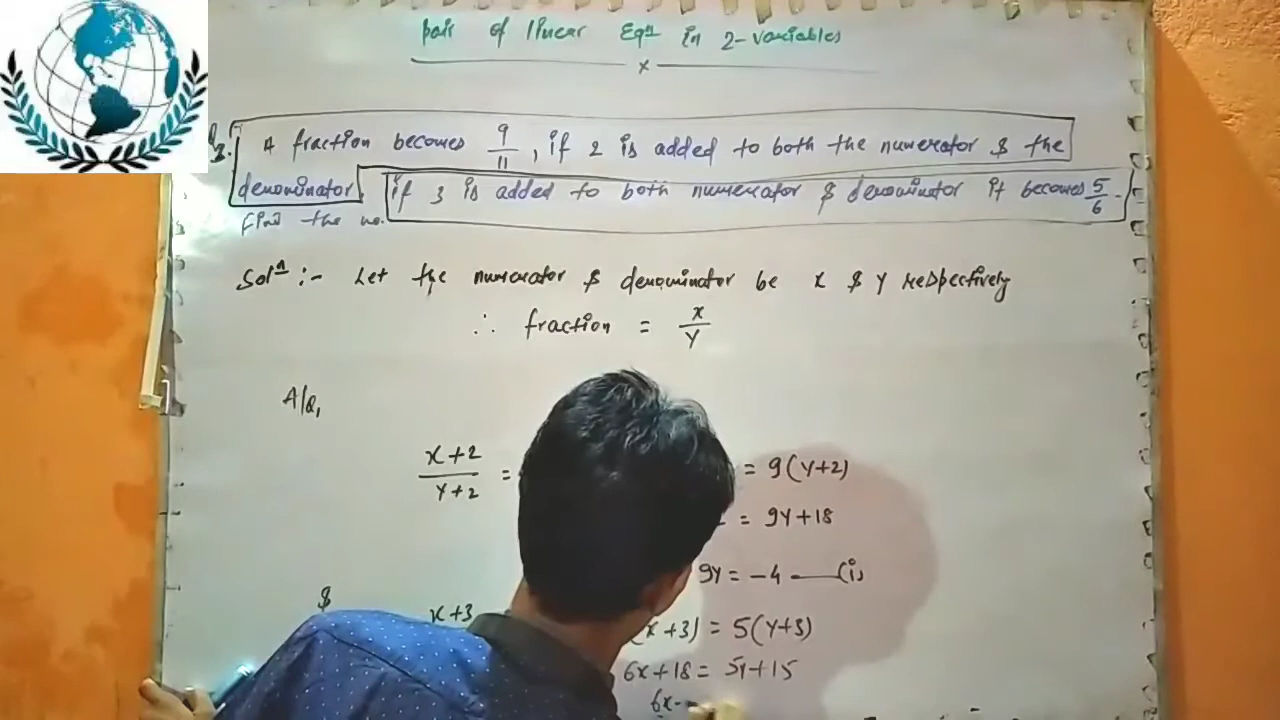 pair of linear Eqn in 2-variables
x
3. A fraction becomes 9/11, if 2 is added to both the numerator $ the
denominator. if 3 is added to both numerator $ denominator it becomes 5/6.
find the no.
Soln :- Let the numerator $ denominator be x $ y respectively
∴ fraction = x/y
A/Q,
x+2/y+2 = = 9(y+2)
= 9y+18
9y = -4 —(i)
$ x+3 (x+3) = 5(y+3)
6x+18 = 5y+15
6x-